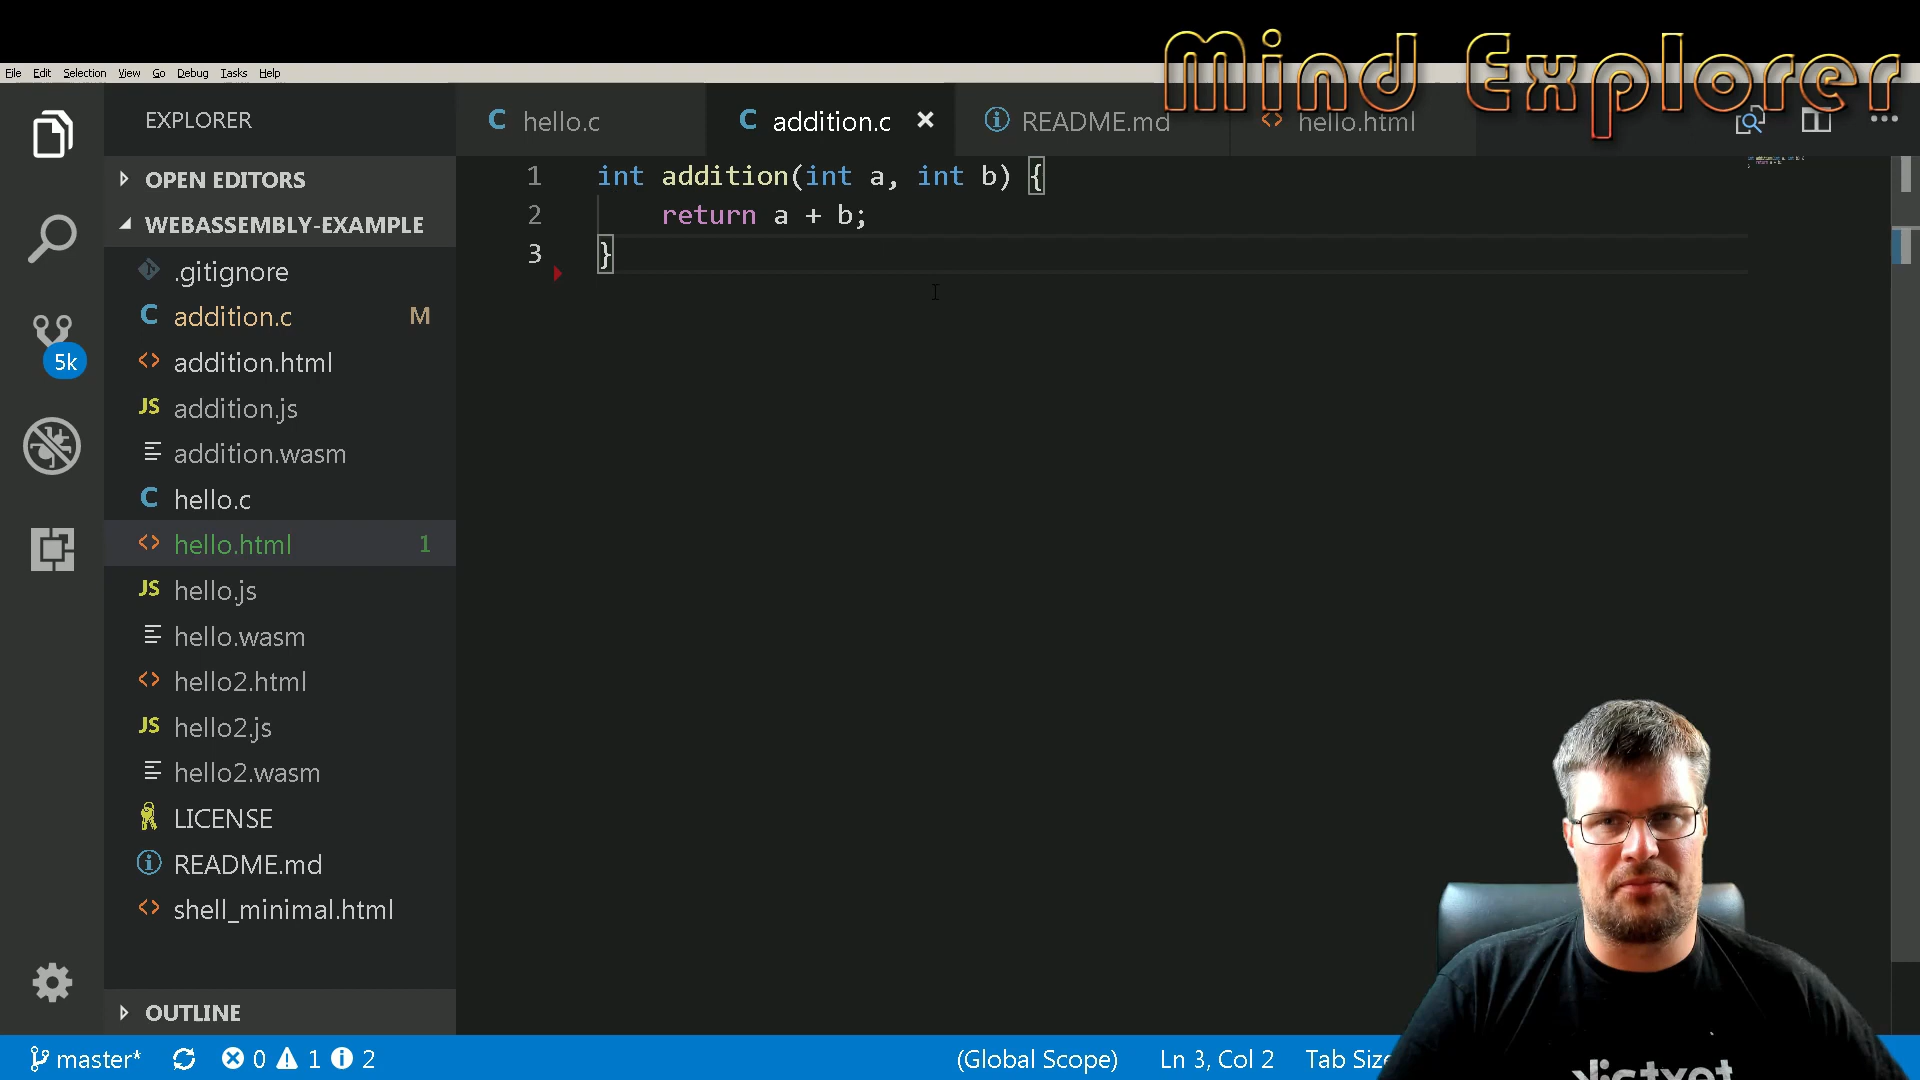 Mind Explorer
File Edit Selection View Go Debug Tasks Help
EXPLORER
C hello.c
C addition.c
README.md
<> hello.html
OPEN EDITORS
WEBASSEMBLY-EXAMPLE
.gitignore
C addition.c M
<> addition.html
JS addition.js
addition.wasm
C hello.c
<> hello.html 1
JS hello.js
hello.wasm
<> hello2.html
JS hello2.js
hello2.wasm
LICENSE
README.md
<> shell_minimal.html
OUTLINE
5k
1 int addition(int a, int b) {
2 return a + b;
3 }
master* 0 1 2
(Global Scope) Ln 3, Col 2 Tab